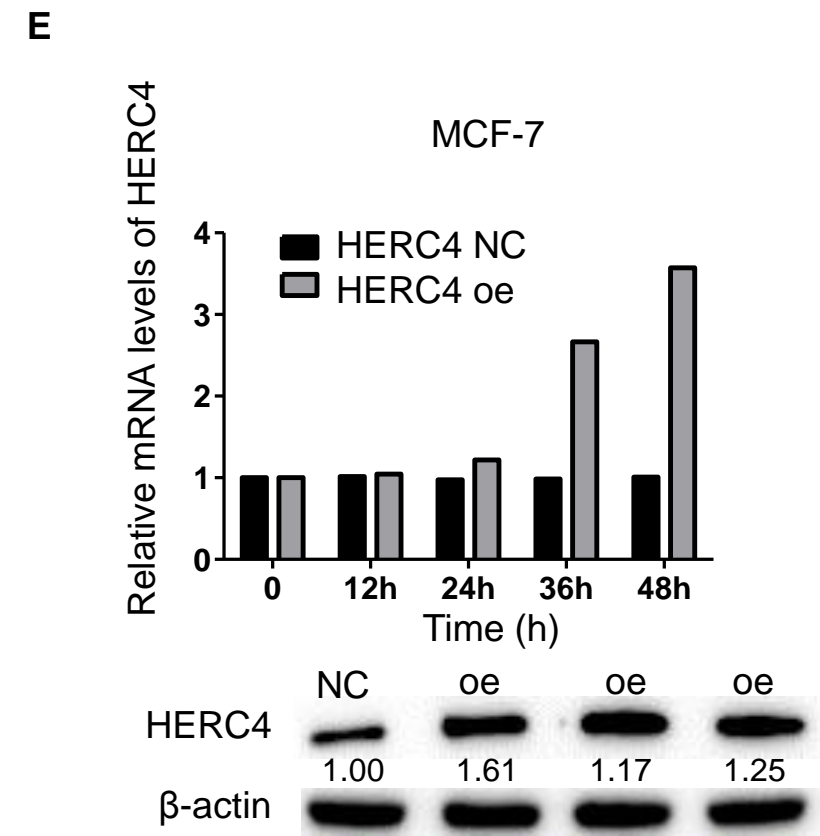 E
MCF-7
Relative mRNA levels of HERC4
4
3
2
1
0
HERC4 NC
HERC4 oe
0 12h 24h 36h 48h
Time (h)
NC oe oe oe
HERC4
1.00 1.61 1.17 1.25
β-actin